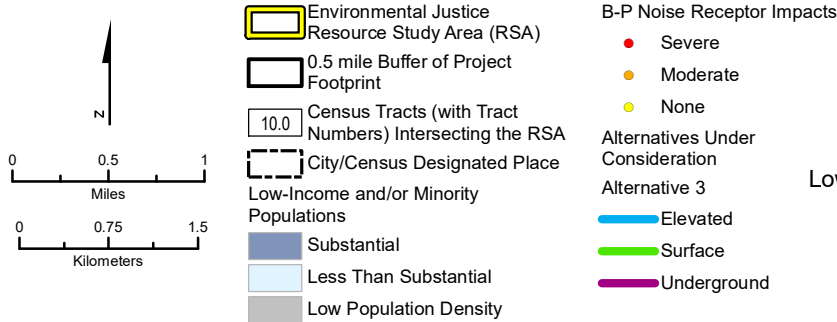 N
0 0.5 1
Miles
0 0.75 1.5
Kilometers
Environmental Justice
Resource Study Area (RSA)
0.5 mile Buffer of Project
Footprint
10.0
Census Tracts (with Tract
Numbers) Intersecting the RSA
City/Census Designated Place
Low-Income and/or Minority
Populations
Substantial
Less Than Substantial
Low Population Density
B-P Noise Receptor Impacts
Severe
Moderate
None
Alternatives Under
Consideration
Alternative 3
Elevated
Surface
Underground